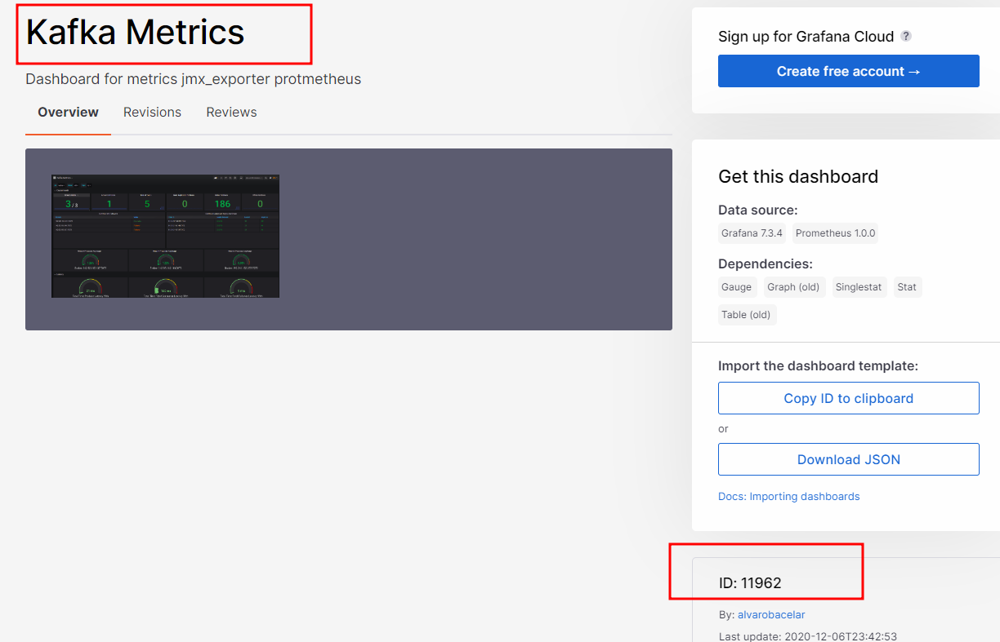 Kafka Metrics
Dashboard for metrics jmx_exporter protmetheus
Overview Revisions Reviews
3 / 3 1 5 0 186 0
Sign up for Grafana Cloud ?
Create free account →
Get this dashboard
Data source:
Grafana 7.3.4 Prometheus 1.0.0
Dependencies:
Gauge Graph (old) Singlestat Stat
Table (old)
Import the dashboard template:
Copy ID to clipboard
or
Download JSON
Docs: Importing dashboards
ID: 11962
By: alvarobacelar
Last update: 2020-12-06T23:42:53